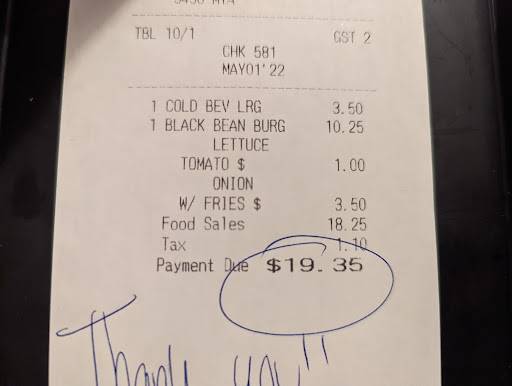 TBL 10/1 GST 2
CHK 581
MAY01'22
1 COLD BEV LRG 3.50
1 BLACK BEAN BURG 10.25
LETTUCE
TOMATO $ 1.00
ONION
W/ FRIES $ 3.50
Food Sales 18.25
Tax 1.10
Payment Due $19.35
Thank you!!